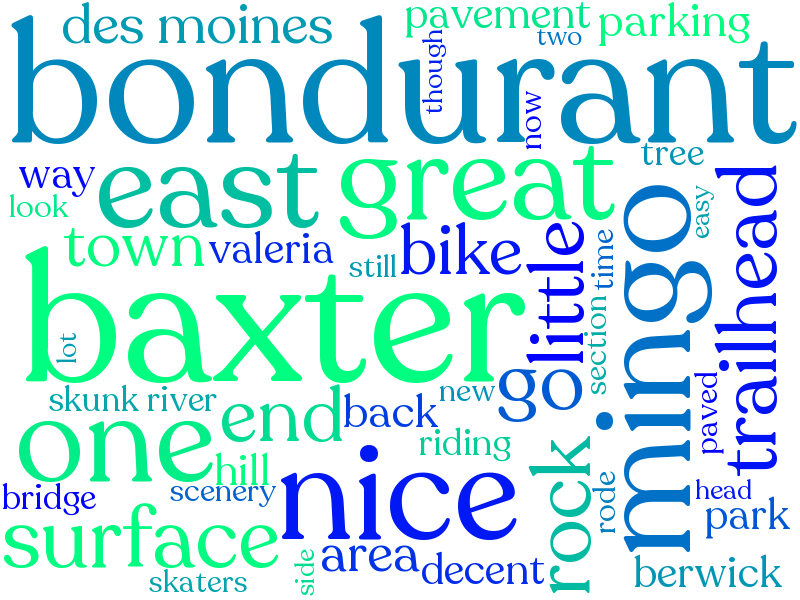 des moines
pavement
parking
though
two
bondurant
now
way
east
great
tree
look
easy
town
valeria
still
bike
little
time
mingo
trailhead
baxter
lot
section
skunk river
new
go
end
back
one
riding
paved
hill
nice
rock
rode
bridge
scenery
head
park
surface
area
decent
skaters
side
berwick